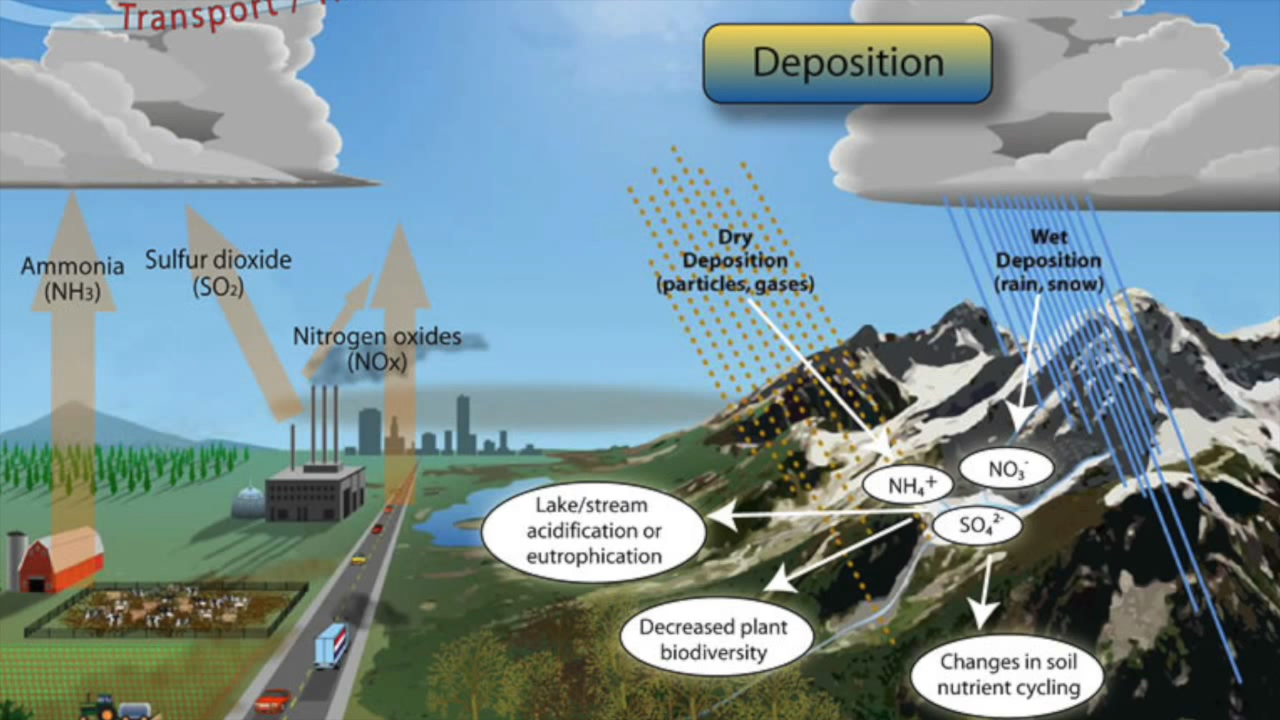 Transport /
Deposition
Ammonia
(NH₃)
Sulfur dioxide
(SO₂)
Nitrogen oxides
(NOx)
Dry
Deposition
(particles, gases)
Wet
Deposition
(rain, snow)
NH₄⁺
NO₃⁻
SO₄²⁻
Lake/stream
acidification or
eutrophication
Decreased plant
biodiversity
Changes in soil
nutrient cycling